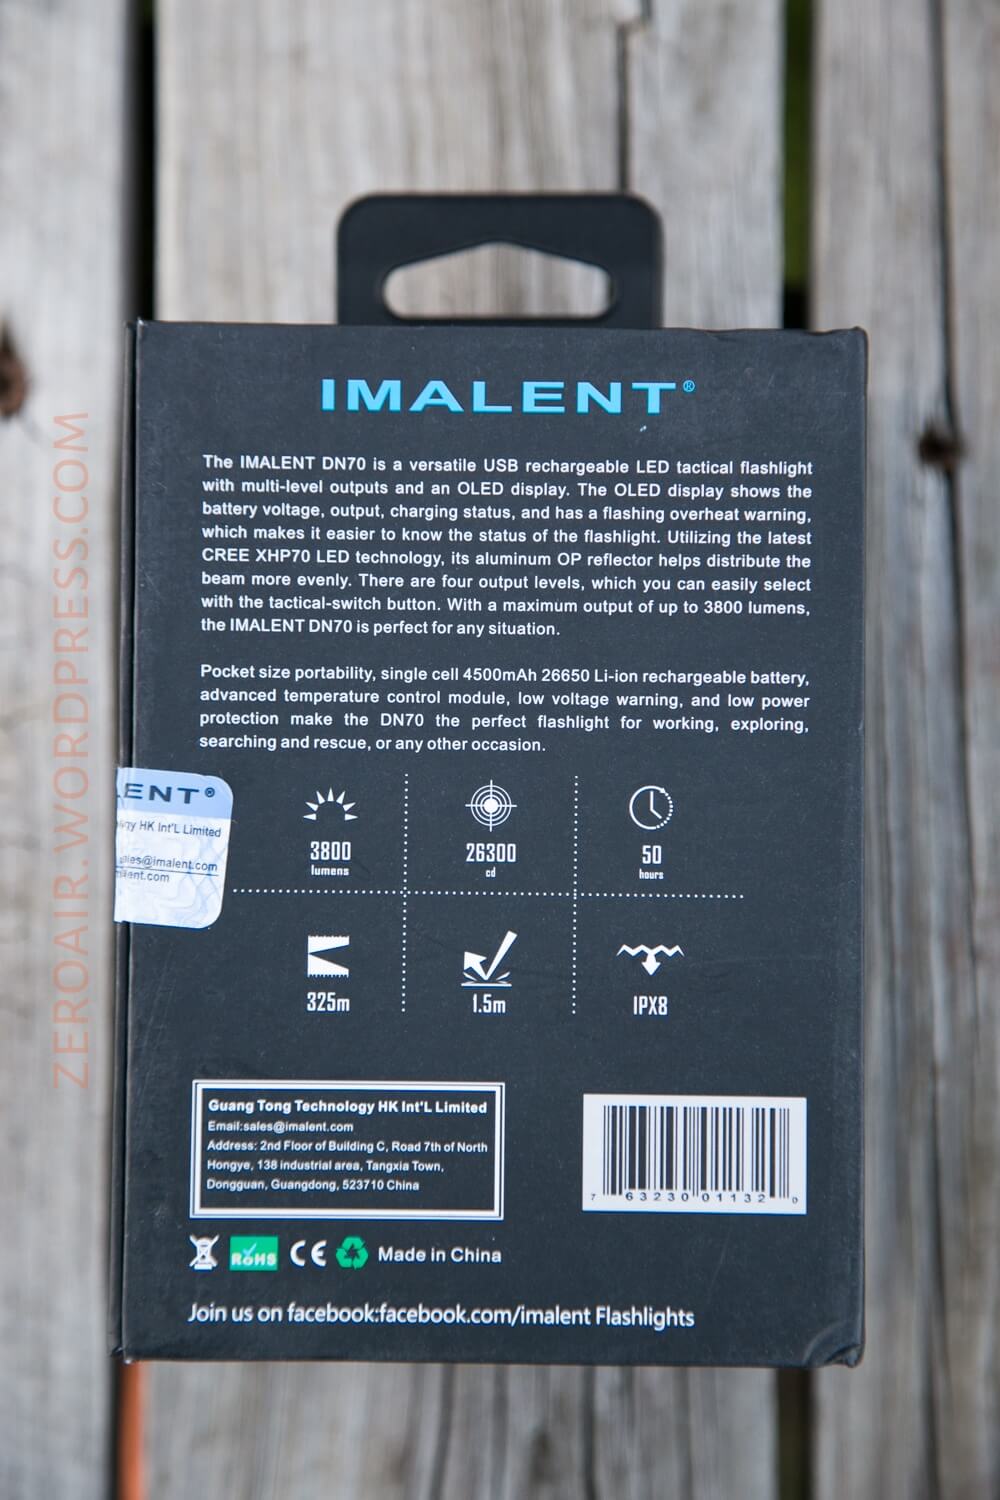 IMALENT®
The IMALENT DN70 is a versatile USB rechargeable LED tactical flashlight
with multi-level outputs and an OLED display. The OLED display shows the
battery voltage, output, charging status, and has a flashing overheat warning,
which makes it easier to know the status of the flashlight. Utilizing the latest
CREE XHP70 LED technology, its aluminum OP reflector helps distribute the
beam more evenly. There are four output levels, which you can easily select
with the tactical-switch button. With a maximum output of up to 3800 lumens,
the IMALENT DN70 is perfect for any situation.
Pocket size portability, single cell 4500mAh 26650 Li-ion rechargeable battery,
advanced temperature control module, low voltage warning, and low power
protection make the DN70 the perfect flashlight for working, exploring,
searching and rescue, or any other occasion.
ENT®
HK Int'L Limited
@imalent.com
ent.com
3800 26300 50
lumens cd hours
325m 1.5m IPX8
Guang Tong Technology HK Int'L Limited
Email:sales@imalent.com
Address: 2nd Floor of Building C, Road 7th of North
Hongye, 138 industrial area, Tangxia Town,
Dongguan, Guangdong, 523710 China
7 63230 01132 0
RoHS CE Made in China
Join us on facebook:facebook.com/imalent Flashlights
ZEROAIR.WORDPRESS.COM